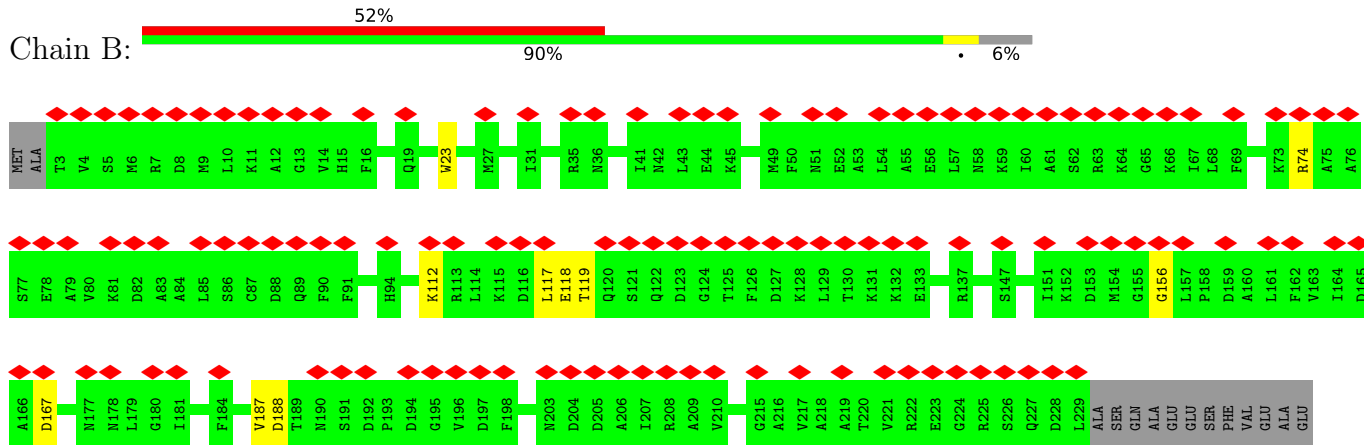 52%
Chain B:
90% • 6%
MET ALA T3 V4 S5 M6 R7 D8 M9 L10 K11 A12 G13 V14 H15 F16 Q19 W23 M27 I31 R35 N36 I41 N42 L43 E44 K45 M49 F50 N51 E52 A53 L54 A55 E56 L57 N58 K59 I60 A61 S62 R63 K64 G65 K66 I67 L68 F69 K73 R74 A75 A76
S77 E78 A79 V80 K81 D82 A83 A84 L85 S86 C87 D88 Q89 F90 F91 H94 K112 R113 L114 K115 D116 L117 E118 T119 Q120 S121 Q122 D123 G124 T125 F126 D127 K128 L129 T130 K131 K132 E133 R137 S147 I151 K152 D153 M154 G155 G156 L157 P158 D159 A160 L161 F162 V163 I164 D165
A166 D167 N177 N178 L179 G180 I181 F184 V187 D188 T189 N190 S191 D192 P193 D194 G195 V196 D197 F198 N203 D204 D205 A206 I207 R208 A209 V210 G215 A216 V217 A218 A219 T220 V221 R222 E223 G224 R225 S226 Q227 D228 L229 ALA SER GLN ALA GLU GLU SER PHE VAL GLU ALA GLU